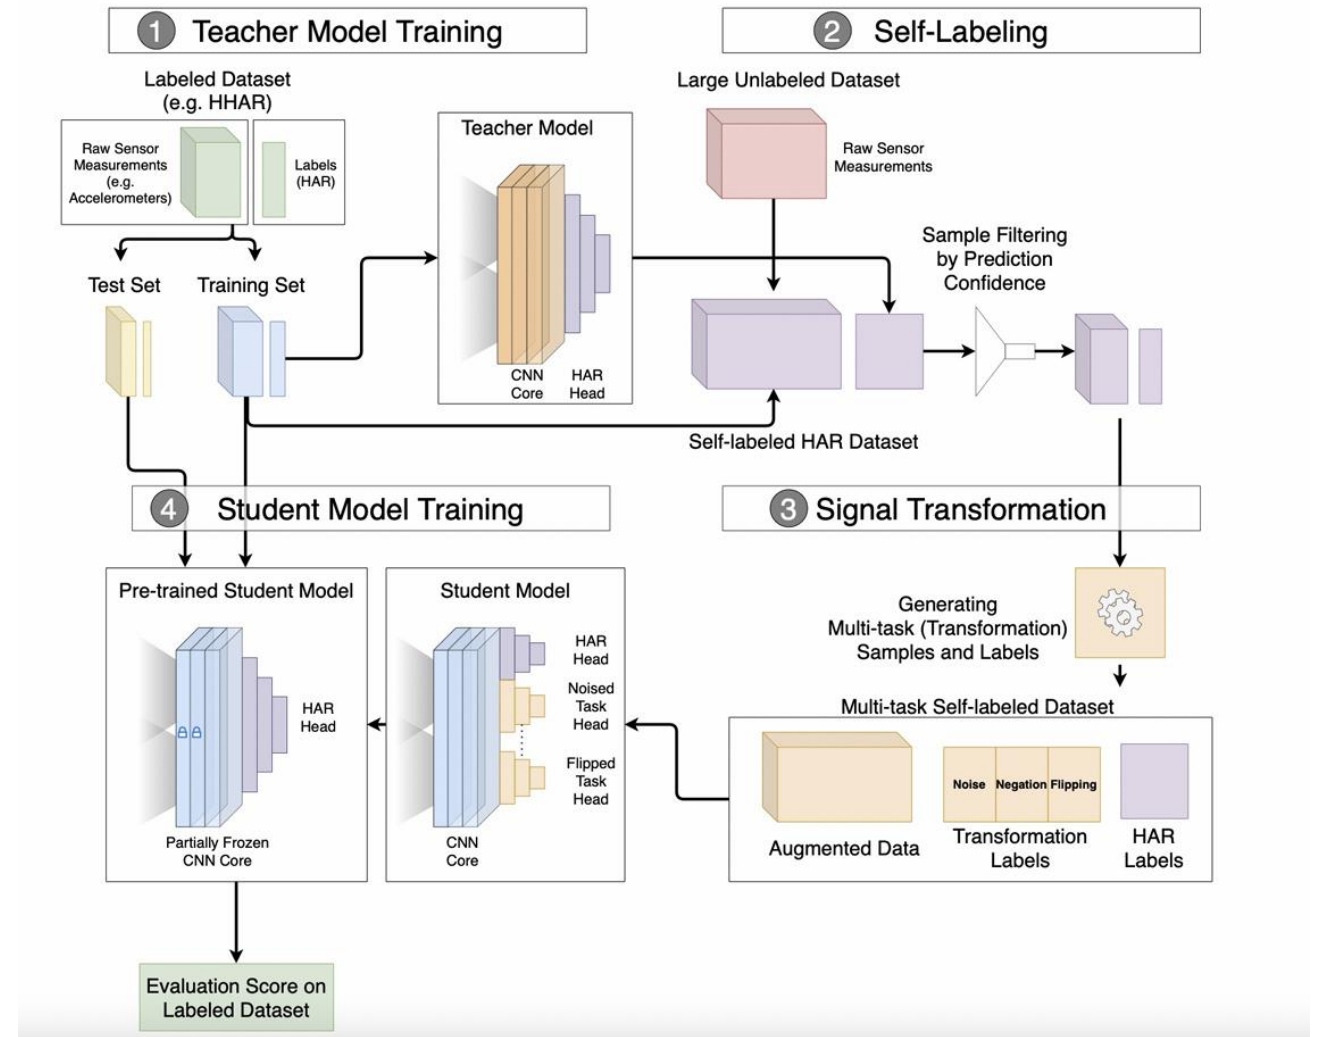 1 Teacher Model Training
Labeled Dataset
(e.g. HHAR)
Raw Sensor
Measurements
(e.g.
Accelerometers)
Labels
(HAR)
Test Set
Training Set
Teacher Model
CNN
Core
HAR
Head
2 Self-Labeling
Large Unlabeled Dataset
Raw Sensor
Measurements
Sample Filtering
by Prediction
Confidence
Self-labeled HAR Dataset
3 Signal Transformation
Generating
Multi-task (Transformation)
Samples and Labels
Multi-task Self-labeled Dataset
Augmented Data
Noise
Negation
Flipping
Transformation
Labels
HAR
Labels
4 Student Model Training
Student Model
HAR
Head
Noised
Task
Head
Flipped
Task
Head
CNN
Core
Pre-trained Student Model
HAR
Head
Partially Frozen
CNN Core
Evaluation Score on
Labeled Dataset